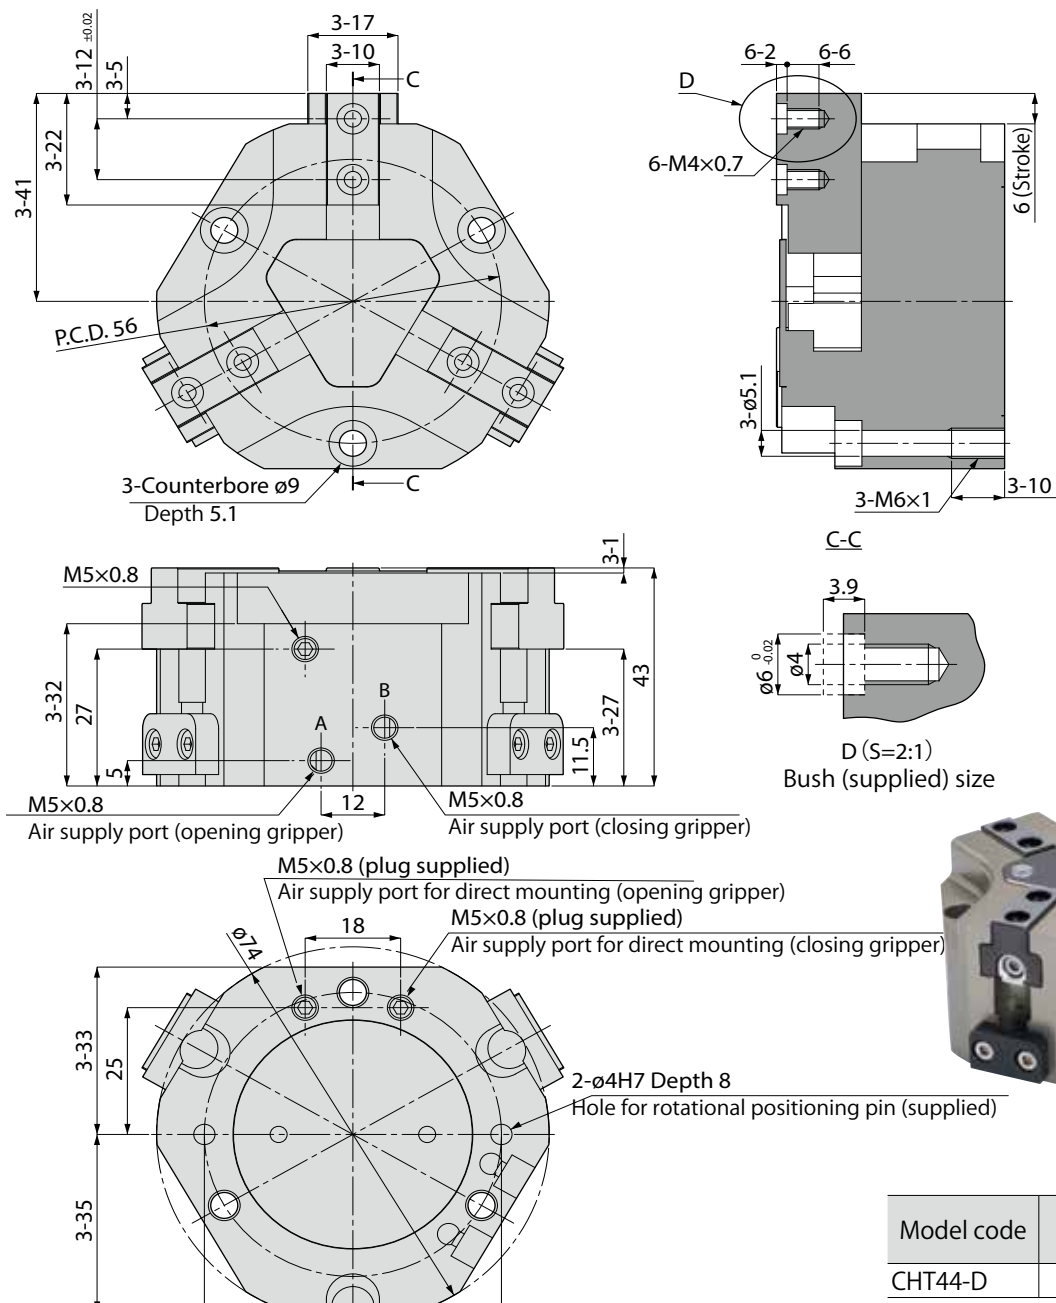 3-17
3-10
C
3-12 ±0.02
3-5
3-22
3-41
P.C.D. 56
3-Counterbore ø9
Depth 5.1
C
6-2
6-6
D
6-M4×0.7
6 (Stroke)
3-ø5.1
3-M6×1
3-10
C-C
M5×0.8
3-1
3-32
27
5
A
B
12
11.5
3-27
43
M5×0.8
Air supply port (opening gripper)
M5×0.8
Air supply port (closing gripper)
3.9
ø6 0 -0.02
ø4
D (S=2:1)
Bush (supplied) size
M5×0.8 (plug supplied)
Air supply port for direct mounting (opening gripper)
M5×0.8 (plug supplied)
Air supply port for direct mounting (closing gripper)
18
ø74
3-33
25
2-ø4H7 Depth 8
Hole for rotational positioning pin (supplied)
3-35
Model code
CHT44-D